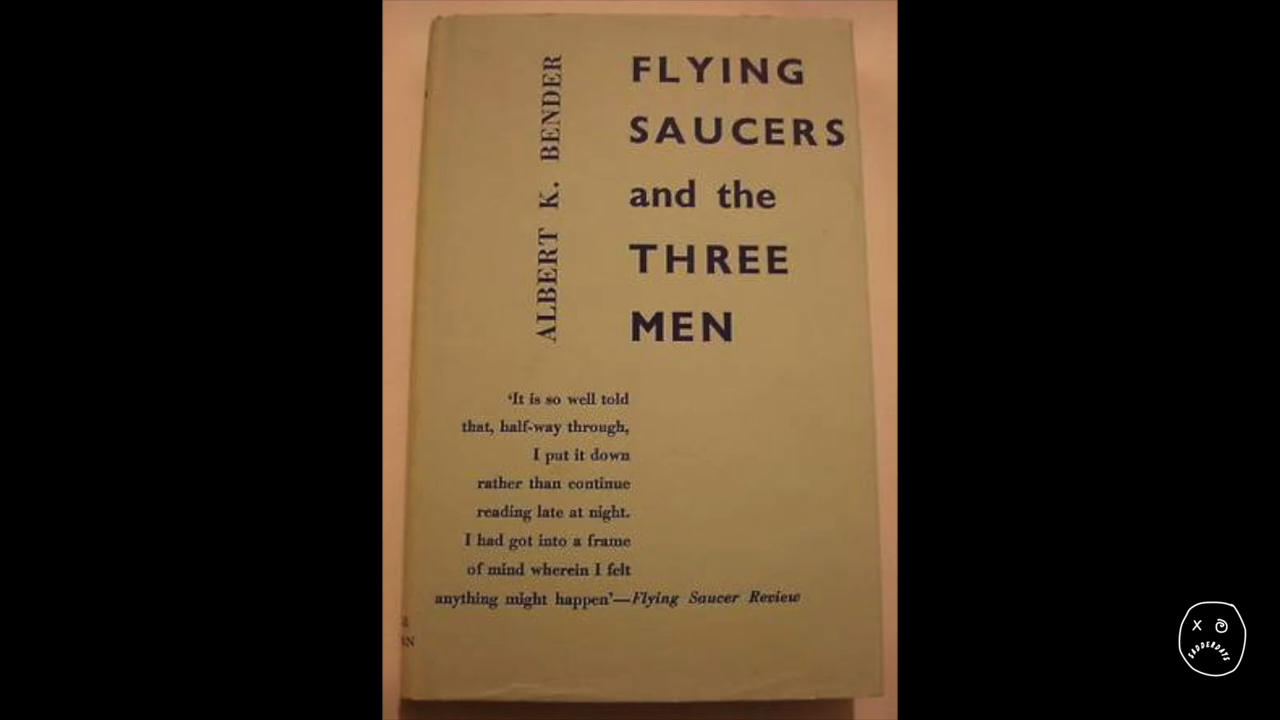 ALBERT K. BENDER
FLYING
SAUCERS
and the
THREE
MEN
‘It is so well told
that, half-way through,
I put it down
rather than continue
reading late at night.
I had got into a frame
of mind wherein I felt
anything might happen’—Flying Saucer Review
SADDERDAYS